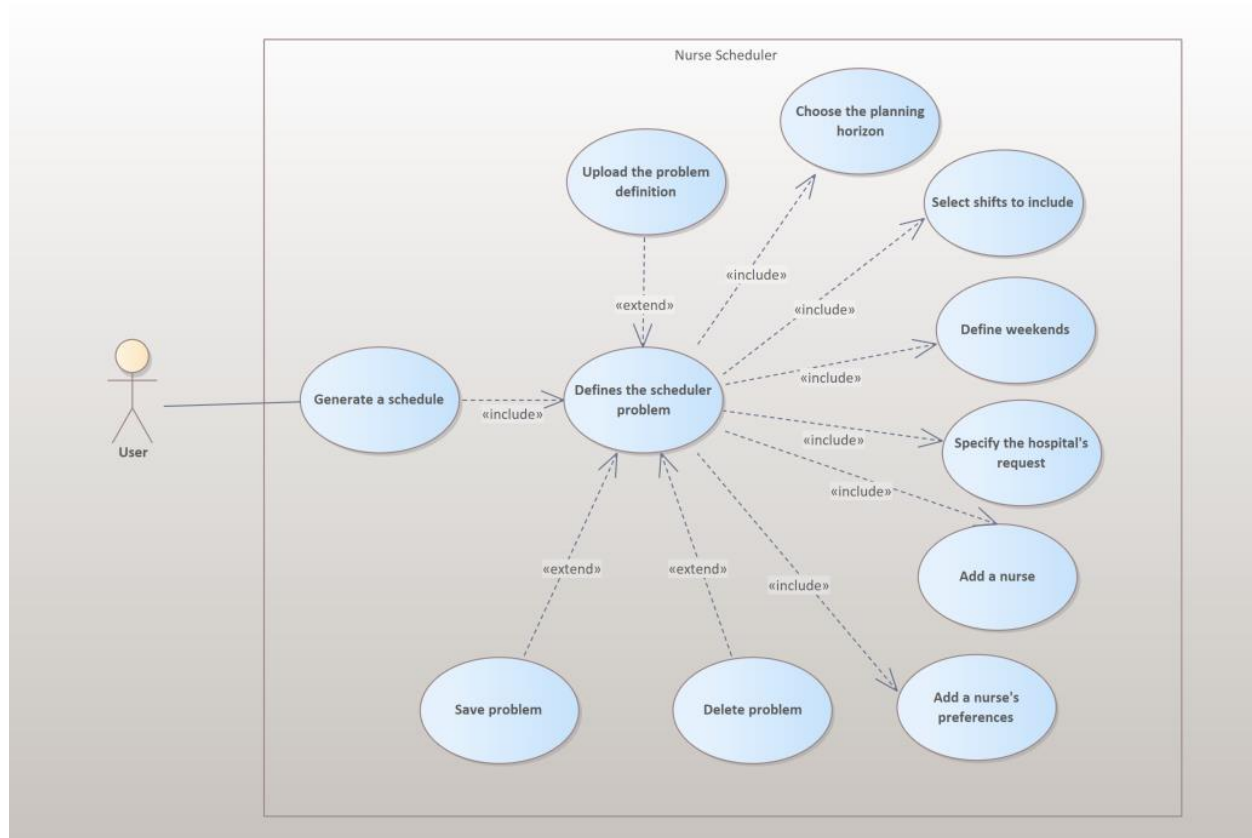 Nurse Scheduler
Choose the planning
horizon
Upload the problem
definition
Select shifts to include
«include»
«extend»
«include»
Define weekends
«include»
User
Generate a schedule
«include»
Defines the scheduler
problem
«include»
Specify the hospital's
request
«include»
Add a nurse
«extend»
«extend»
«include»
Save problem
Delete problem
Add a nurse's
preferences